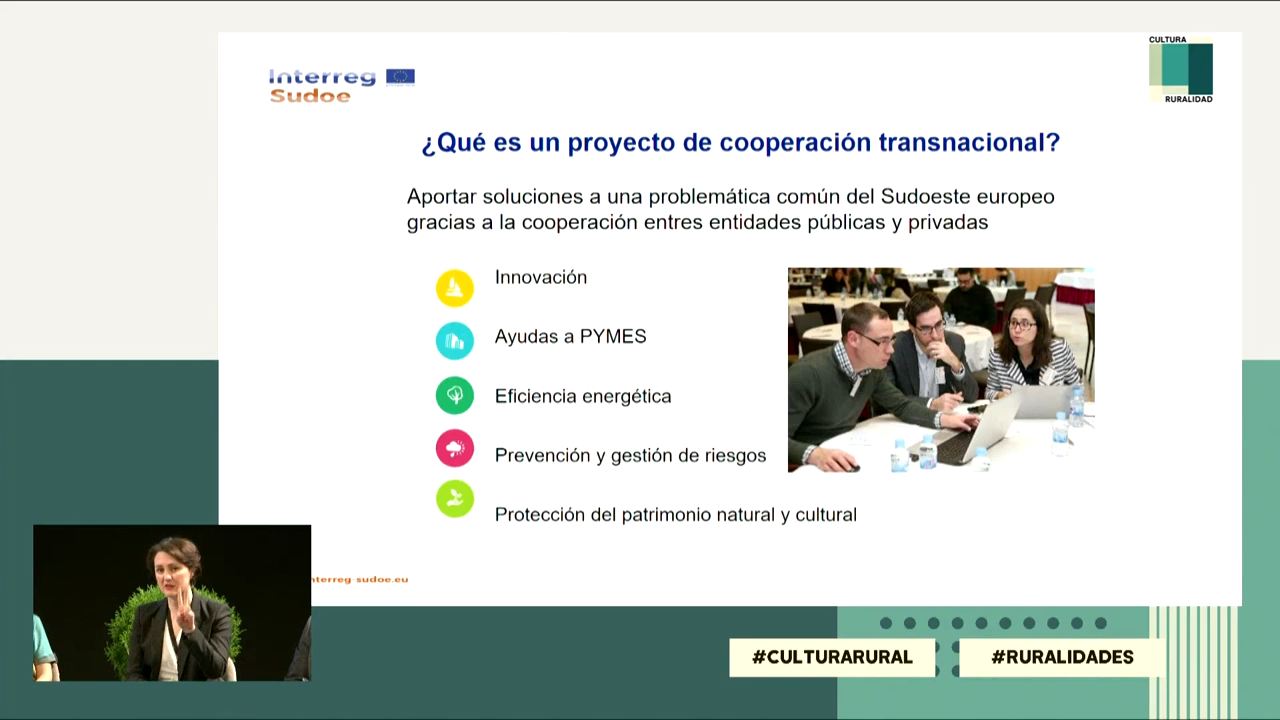 CULTURA
RURALIDAD
Interreg
Sudoe
¿Qué es un proyecto de cooperación transnacional?
Aportar soluciones a una problemática común del Sudoeste europeo
gracias a la cooperación entres entidades públicas y privadas
Innovación
Ayudas a PYMES
Eficiencia energética
Prevención y gestión de riesgos
Protección del patrimonio natural y cultural
nterreg sudoe.eu
#CULTURARURAL
#RURALIDADES